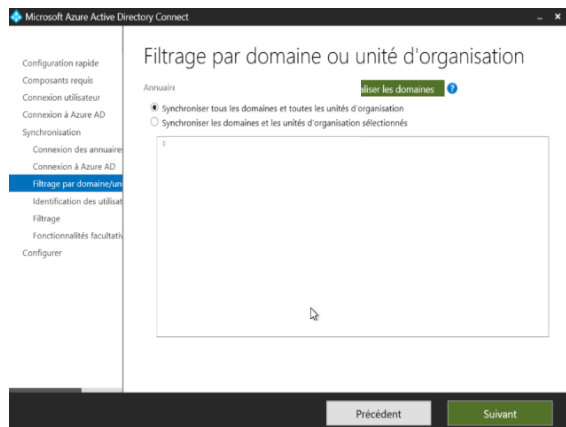 Microsoft Azure Active Directory Connect
Configuration rapide
Composants requis
Connexion utilisateur
Connexion à Azure AD
Synchronisation
Connexion des annuaire
Connexion à Azure AD
Filtrage par domaine/uni
Identification des utilisat
Filtrage
Fonctionnalités facultativ
Configurer
Filtrage par domaine ou unité d'organisation
Annuaire
aliser les domaines ?
Synchroniser tous les domaines et toutes les unités d'organisation
Synchroniser les domaines et les unités d'organisation sélectionnés
Précédent
Suivant